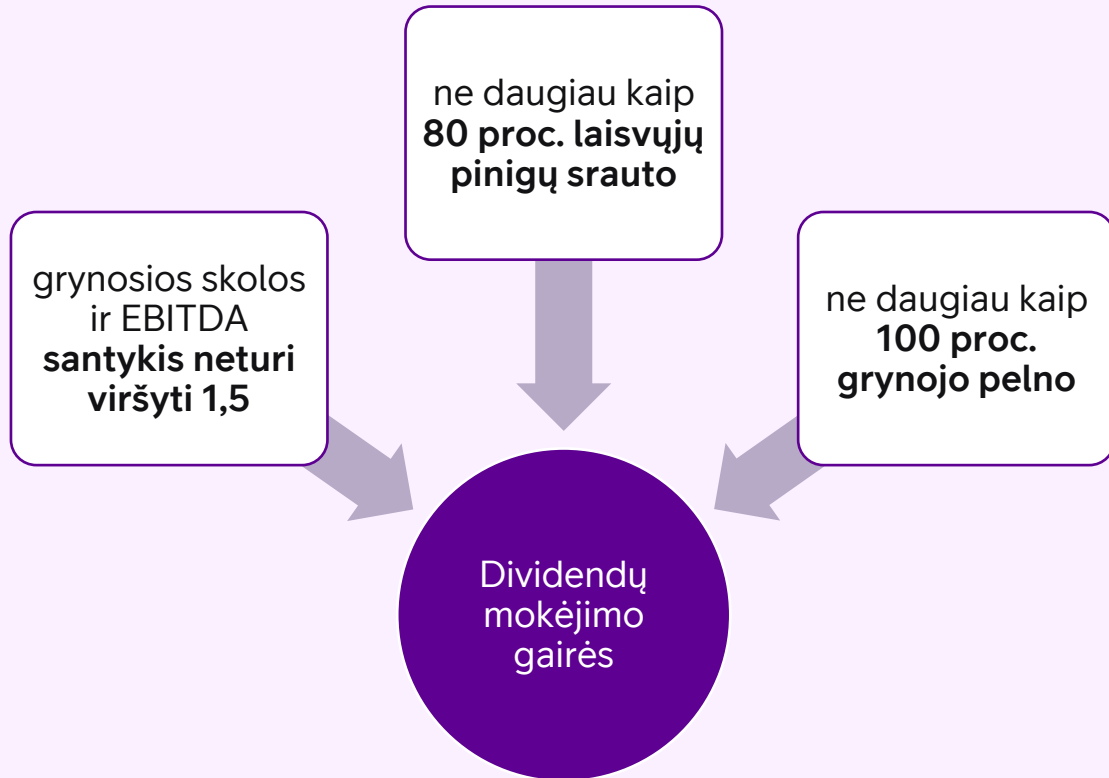 ne daugiau kaip
80 proc. laisvųjų
pinigų srauto
grynosios skolos
ir EBITDA
santykis neturi
viršyti 1,5
ne daugiau kaip
100 proc.
grynojo pelno
Dividendų
mokėjimo
gairės